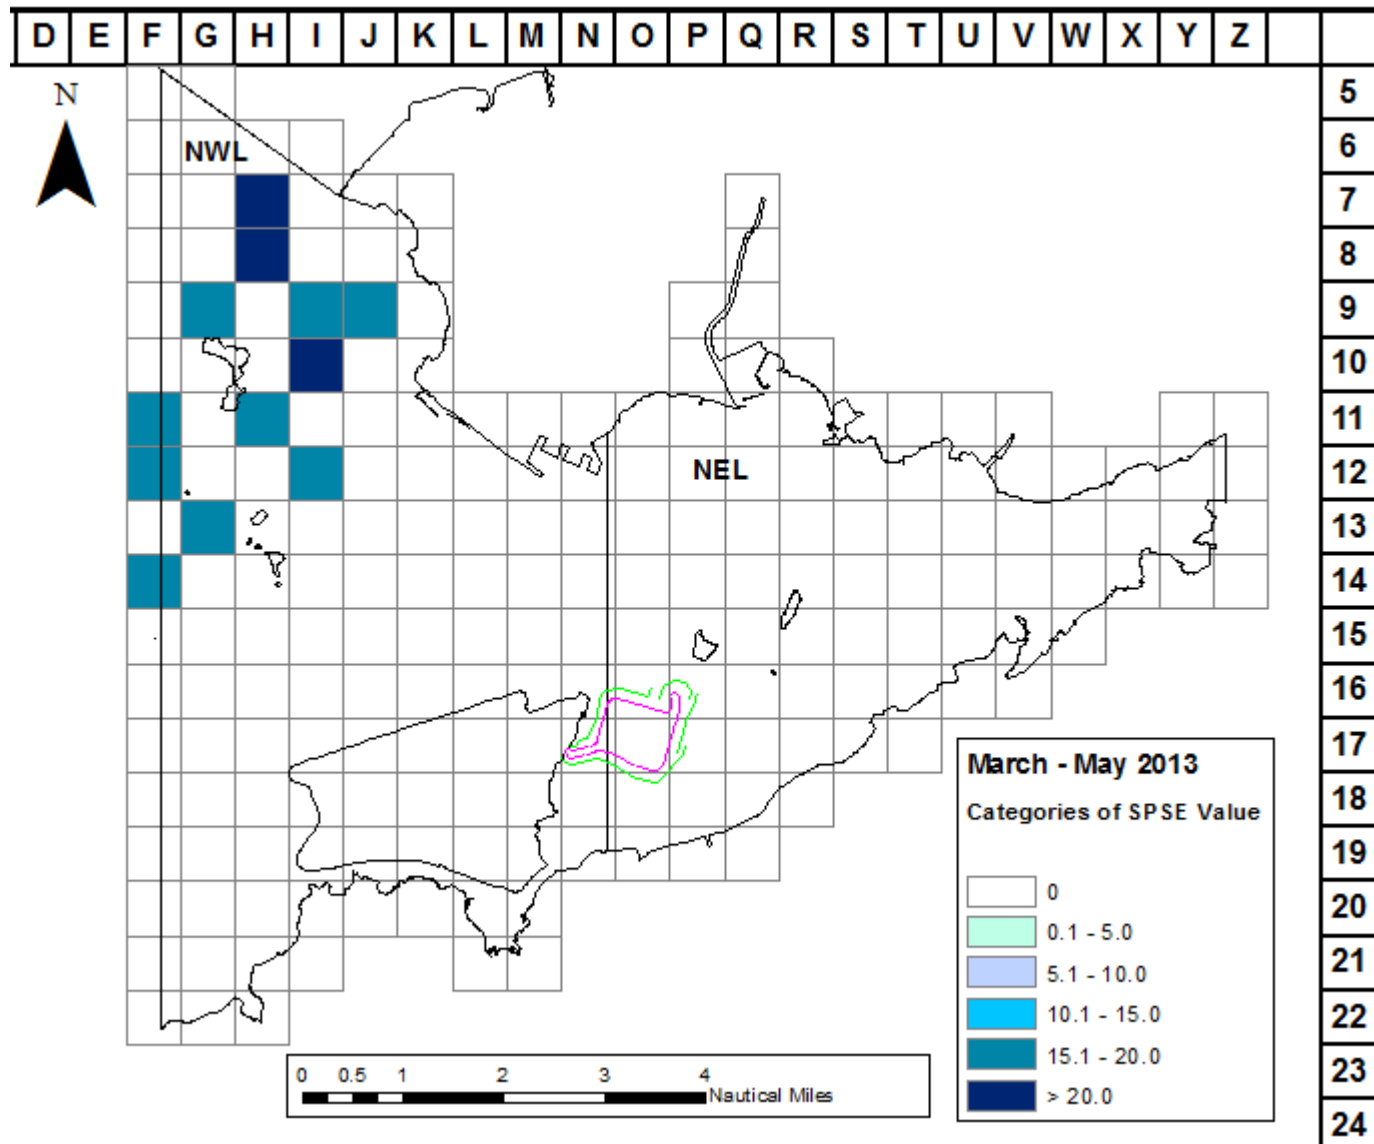 D E F G H I J K L M N O P Q R S T U V W X Y Z
5
N
6
NWL
7
8
9
10
11
12
NEL
13
14
15
16
17
March - May 2013
18
Categories of SPSE Value
19
20
0
0.1 - 5.0
21
5.1 - 10.0
22
10.1 - 15.0
23
15.1 - 20.0
24
> 20.0
0 0.5 1 2 3 4
Nautical Miles